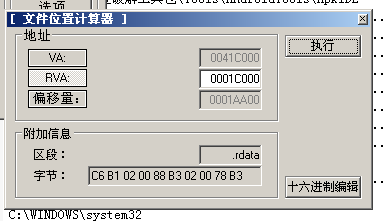 选项
[ 文件位置计算器 ]
地址
VA:
0041C000
执行
RVA:
0001C000
偏移量:
0001AA00
附加信息
区段:
.rdata
字节:
C6 B1 02 00 88 B3 02 00 78 B3
十六进制编辑
C:\WINDOWS\system32